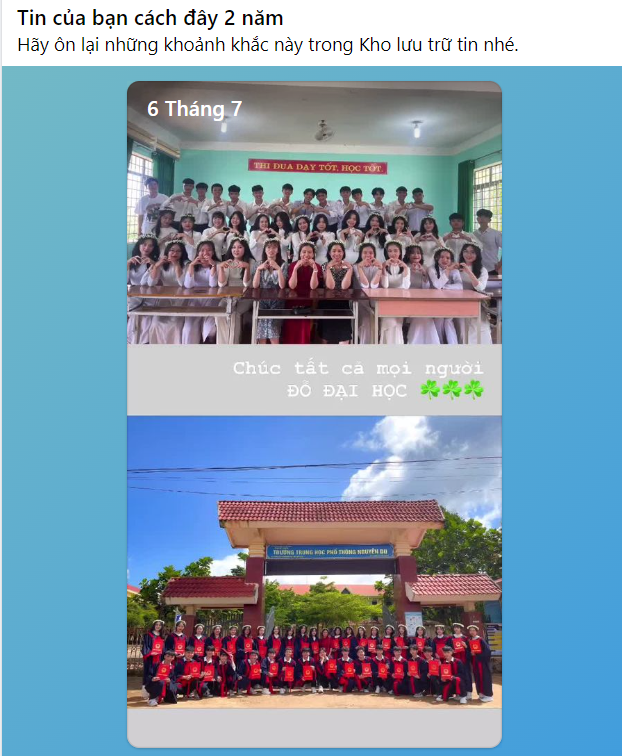 Tin của bạn cách đây 2 năm
Hãy ôn lại những khoảnh khắc này trong Kho lưu trữ tin nhé.
6 Tháng 7
THI ĐUA DẠY TỐT, HỌC TỐT
Chúc tất cả mọi người
ĐỖ ĐẠI HỌC ☘️☘️☘️
TRƯỜNG TRUNG HỌC PHỔ THÔNG NGUYỄN DU